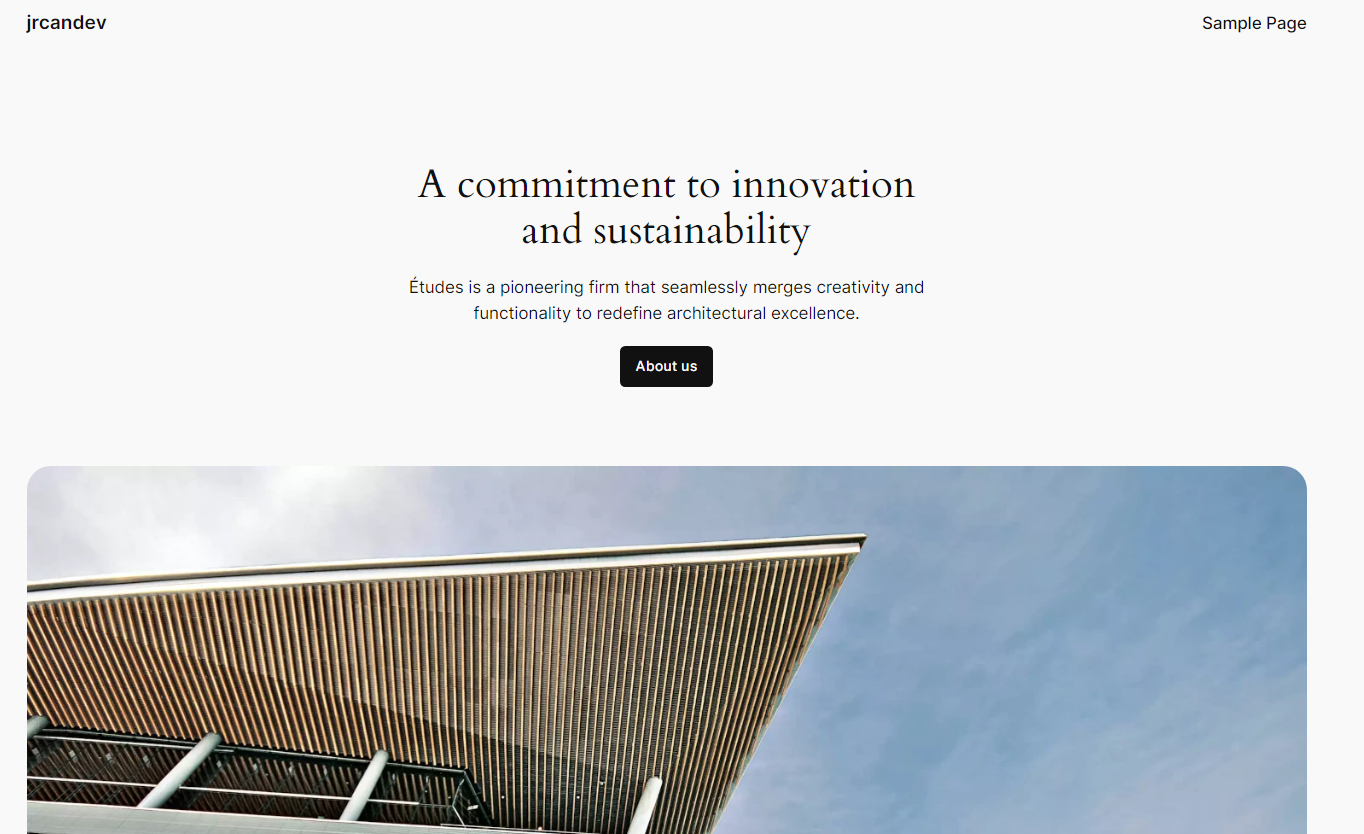 jrcandev
Sample Page
A commitment to innovation
and sustainability
Études is a pioneering firm that seamlessly merges creativity and
functionality to redefine architectural excellence.
About us